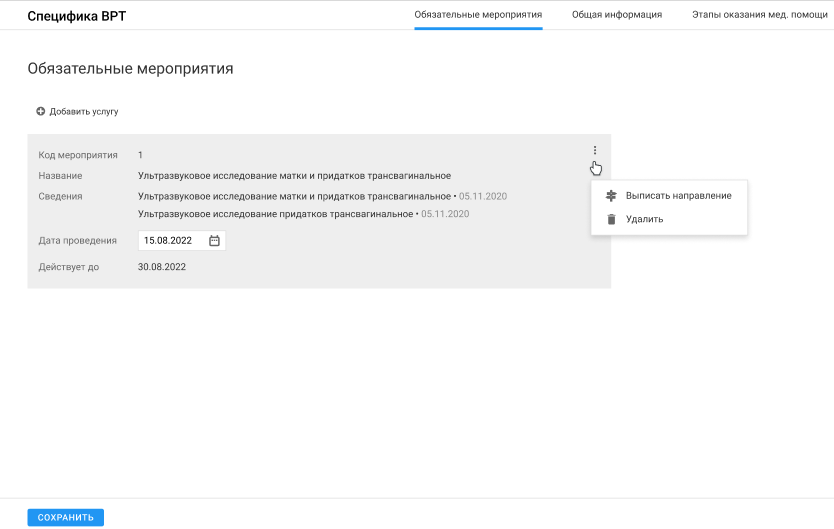 Специфика ВРТ
Обязательные мероприятия
Общая информация
Этапы оказания мед. помощи
Обязательные мероприятия
Добавить услугу
Код мероприятия 1
Название Ультразвуковое исследование матки и придатков трансвагинальное
Сведения Ультразвуковое исследование матки и придатков трансвагинальное • 05.11.2020
Ультразвуковое исследование придатков трансвагинальное • 05.11.2020
Дата проведения 15.08.2022
Действует до 30.08.2022
Выписать направление
Удалить
СОХРАНИТЬ